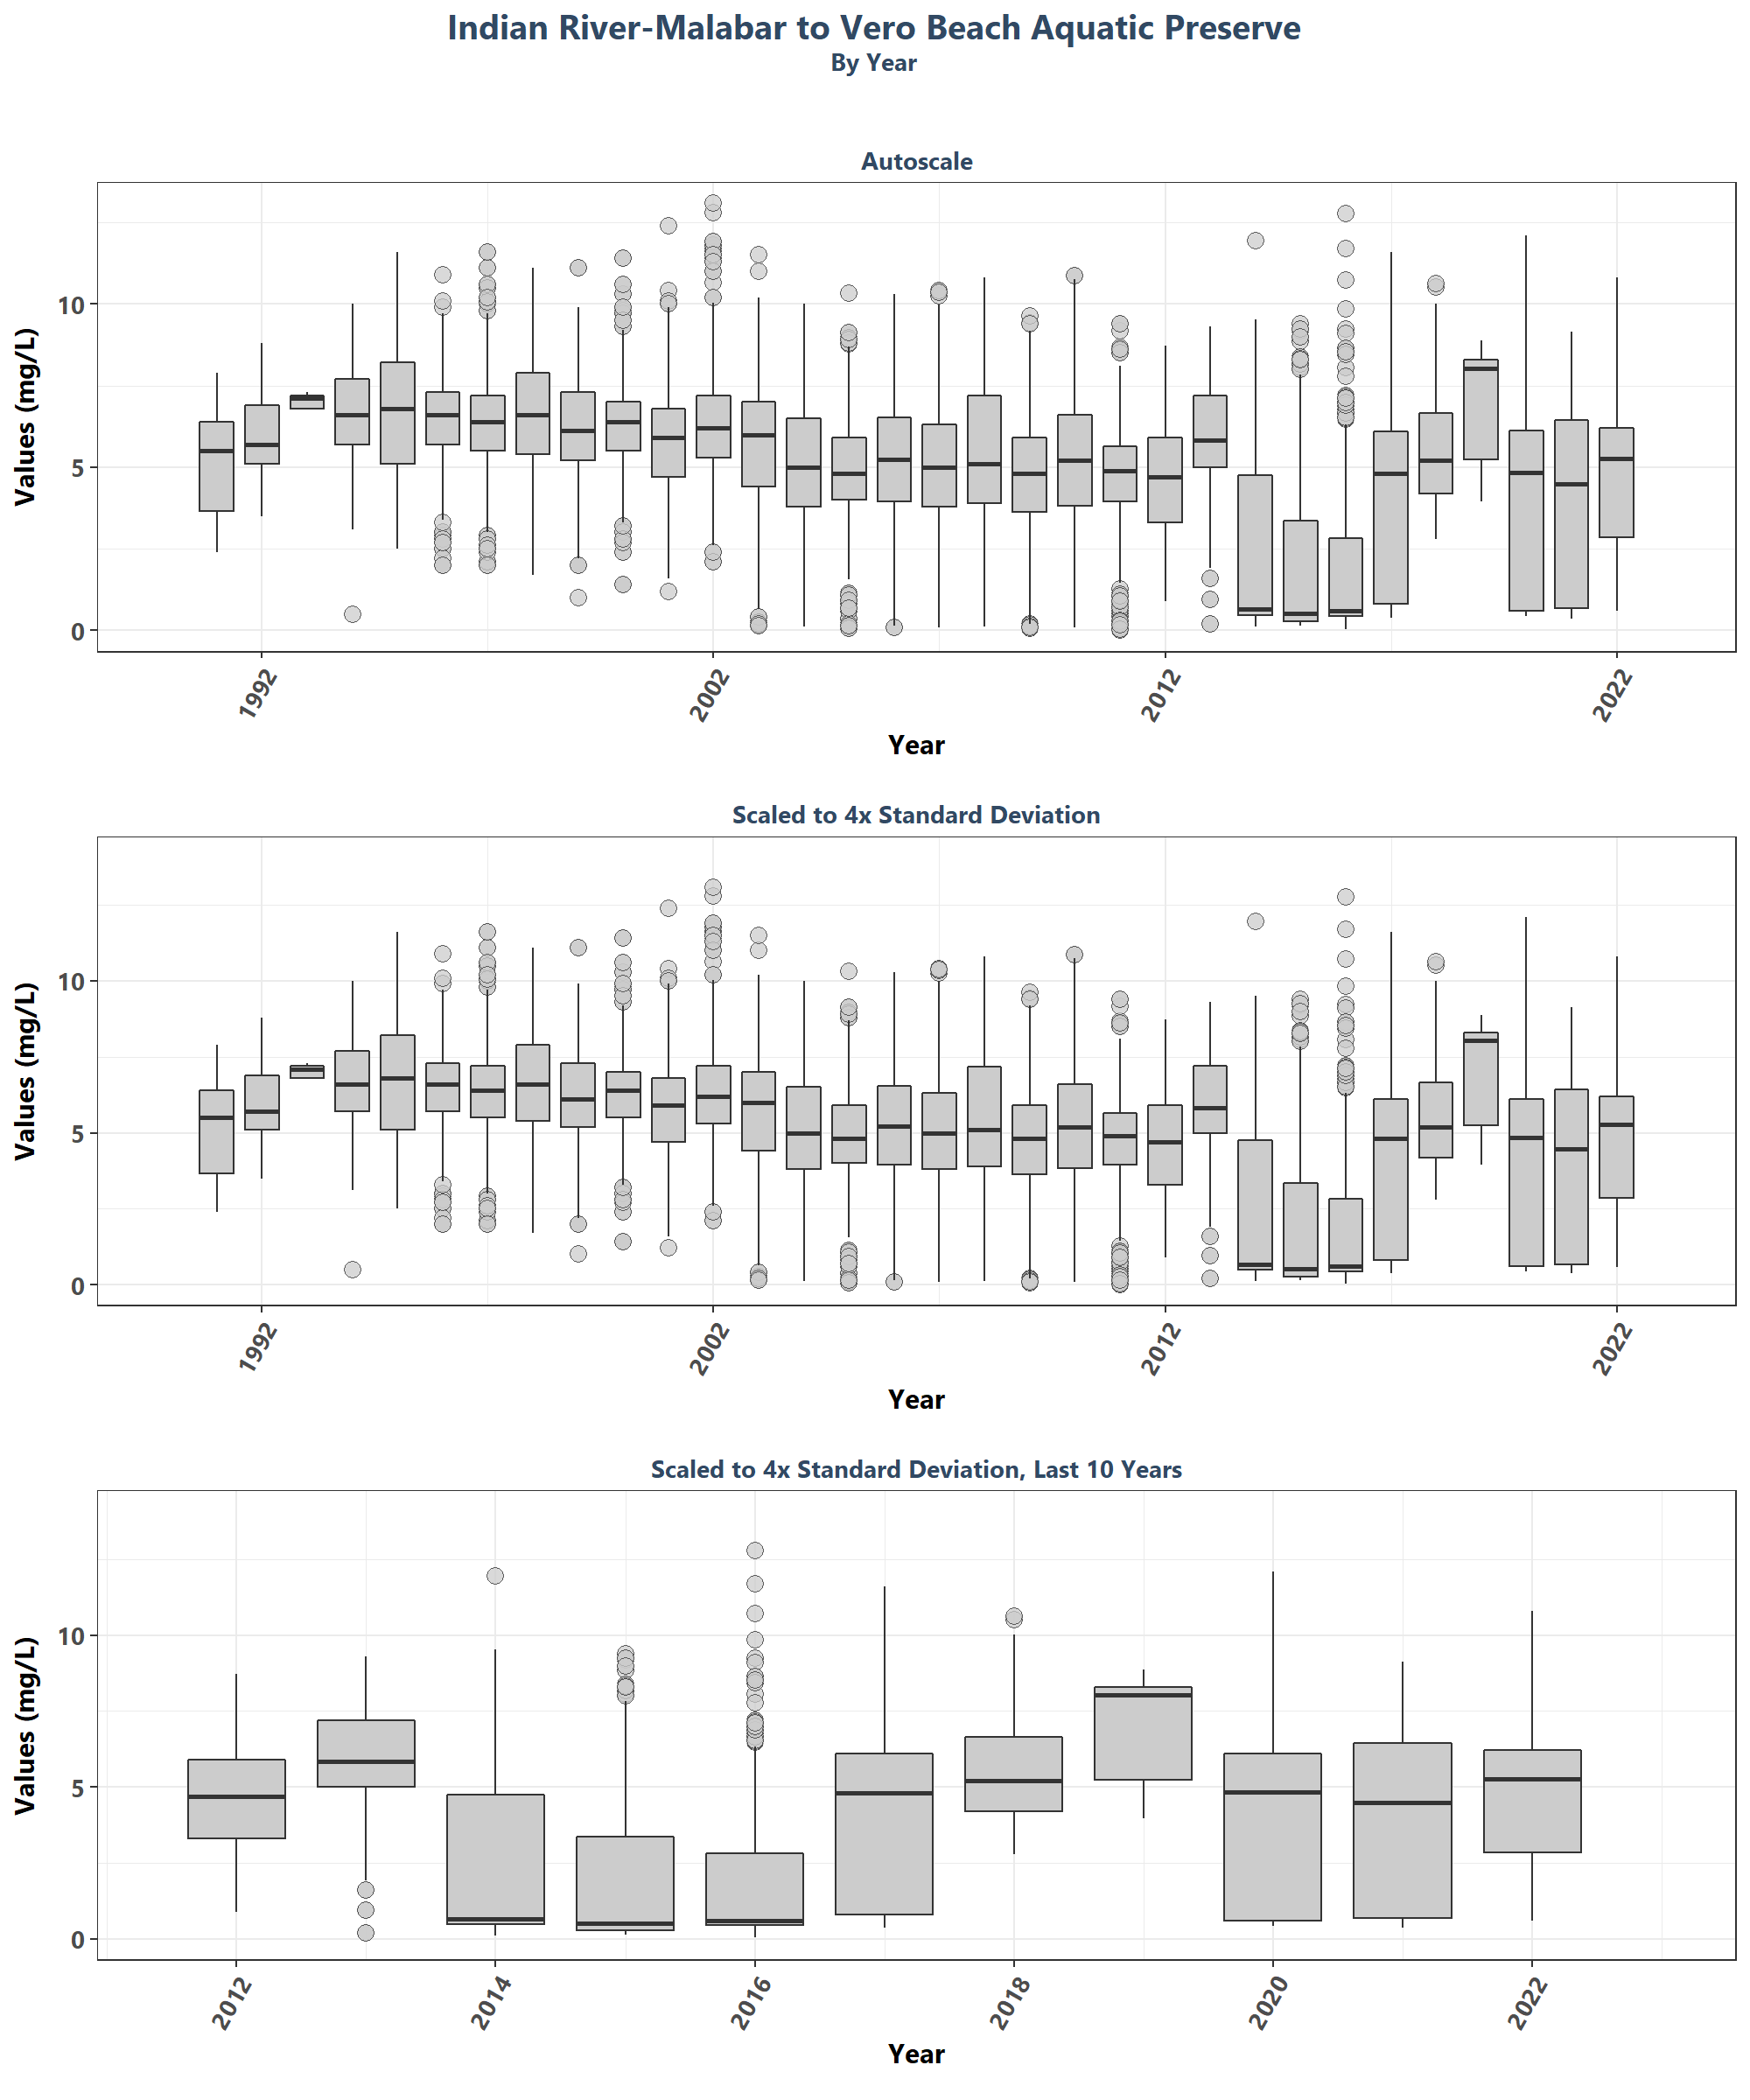 Indian River-Malabar to Vero Beach Aquatic Preserve
By Year
Autoscale
Values (mg/L)
10
5
0
1992
2002
2012
2022
Year
Scaled to 4x Standard Deviation
Values (mg/L)
10
5
0
1992
2002
2012
2022
Year
Scaled to 4x Standard Deviation, Last 10 Years
Values (mg/L)
10
5
0
2012
2014
2016
2018
2020
2022
Year